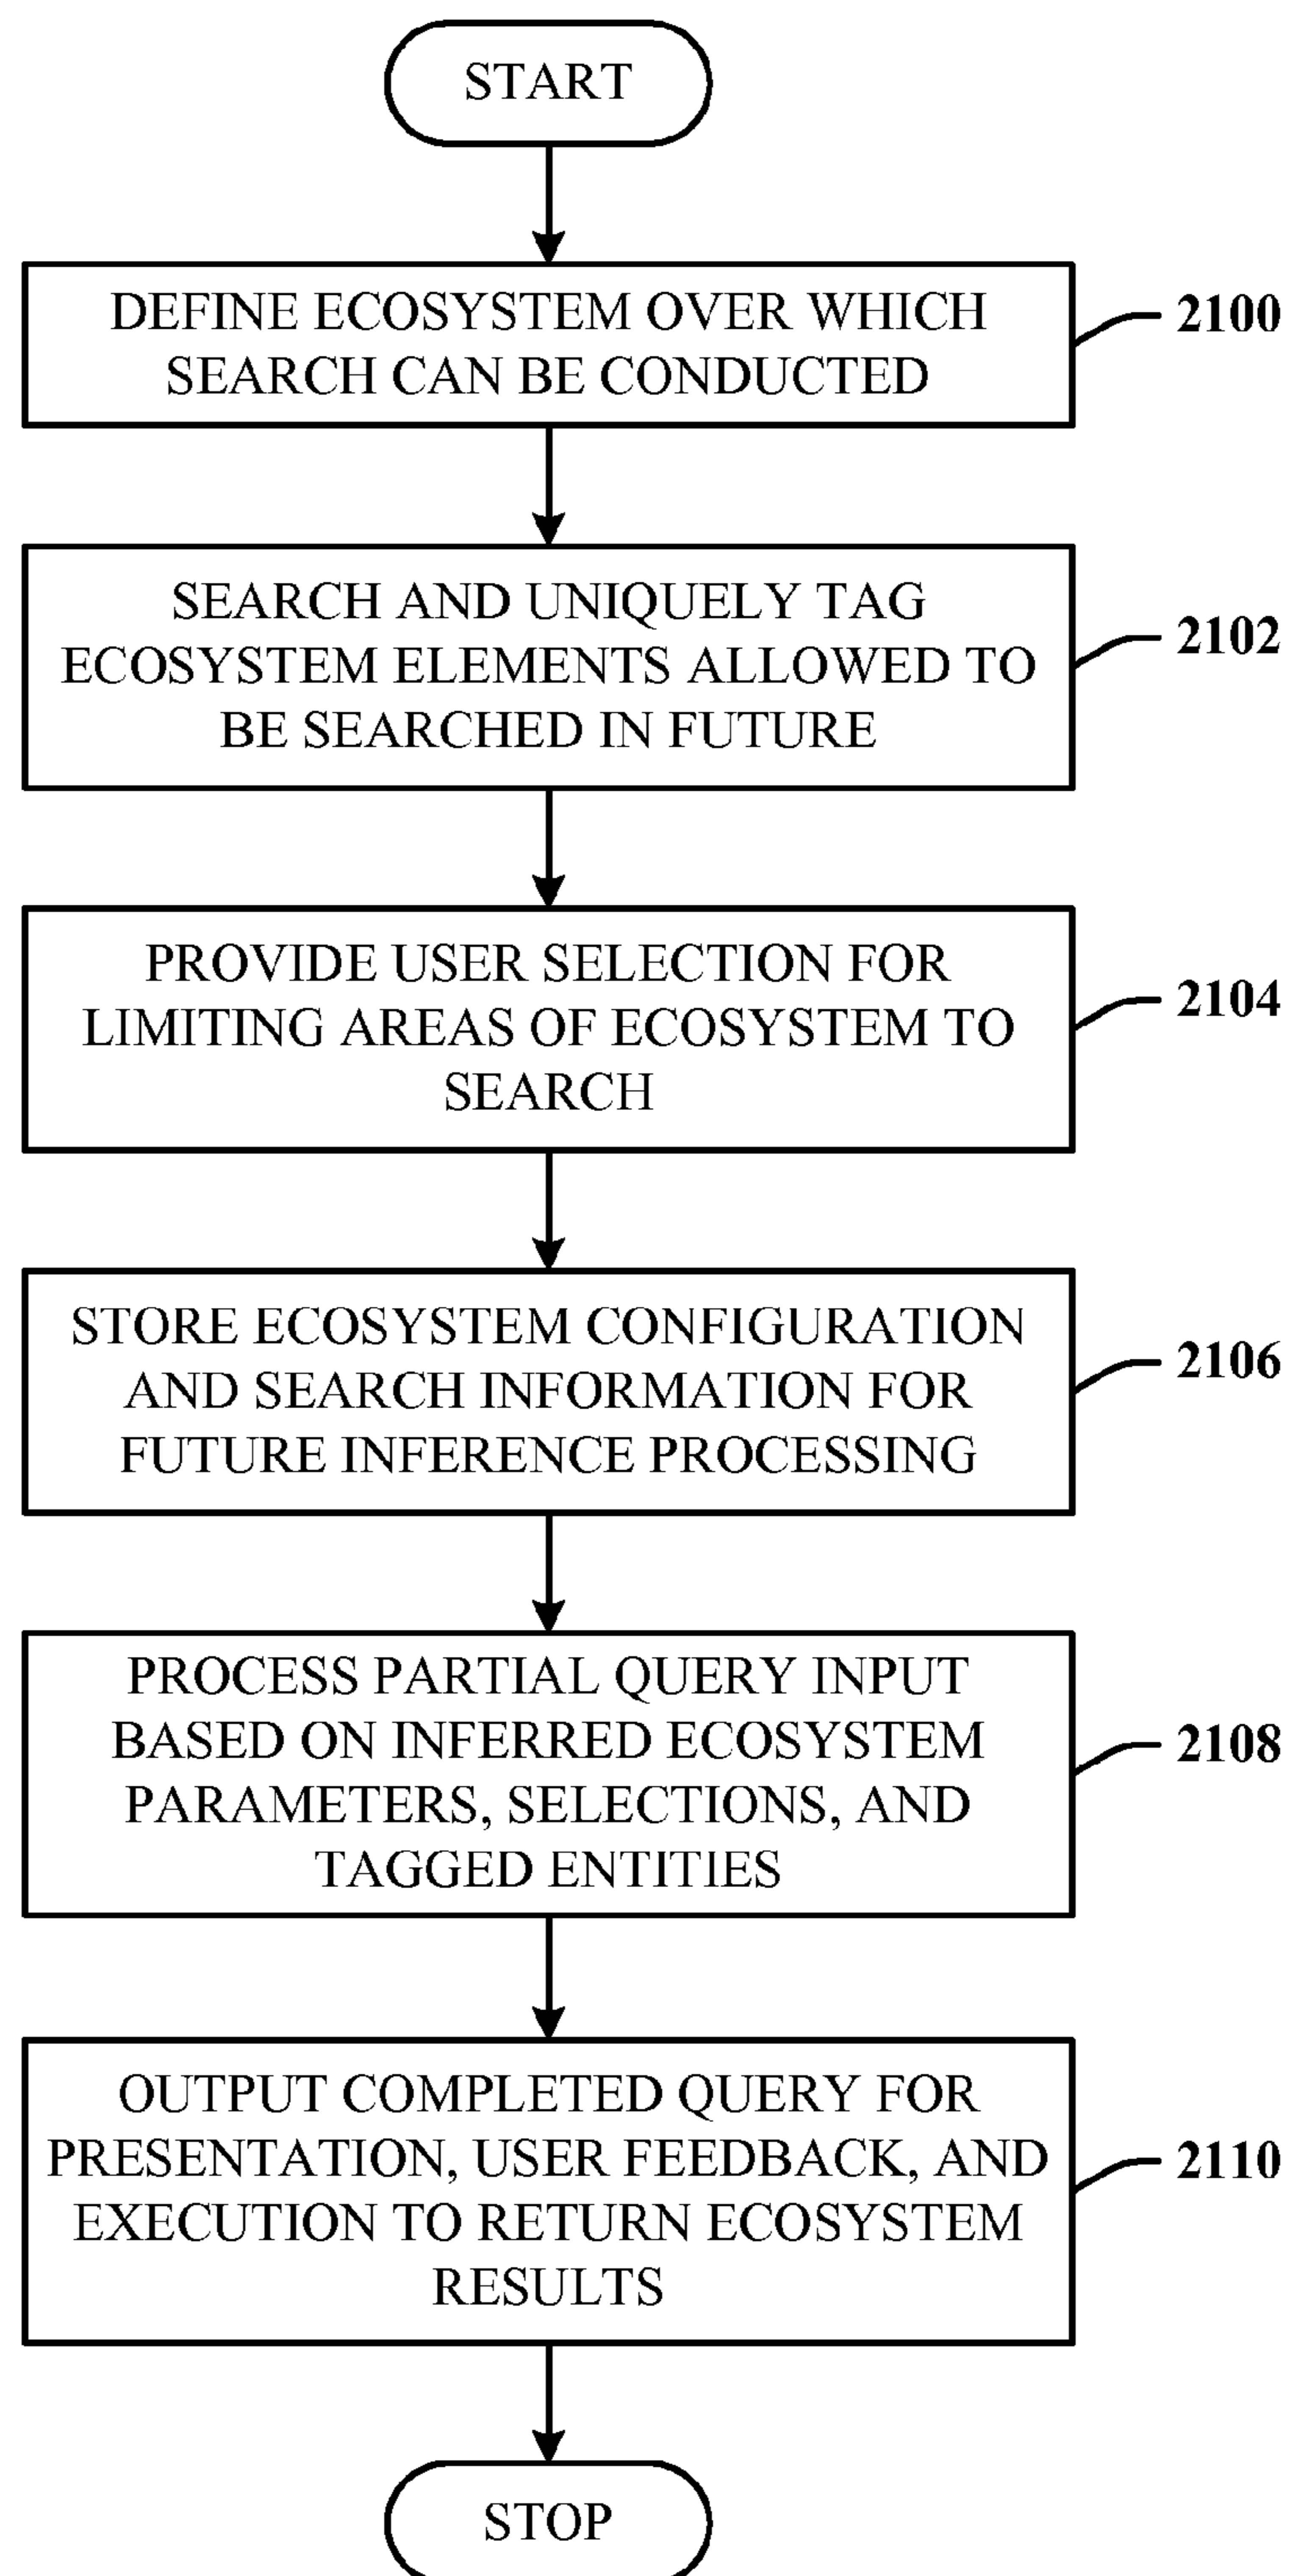 START
DEFINE ECOSYSTEM OVER WHICH
SEARCH CAN BE CONDUCTED
2100
SEARCH AND UNIQUELY TAG
ECOSYSTEM ELEMENTS ALLOWED TO
BE SEARCHED IN FUTURE
2102
PROVIDE USER SELECTION FOR
LIMITING AREAS OF ECOSYSTEM TO
SEARCH
2104
STORE ECOSYSTEM CONFIGURATION
AND SEARCH INFORMATION FOR
FUTURE INFERENCE PROCESSING
2106
PROCESS PARTIAL QUERY INPUT
BASED ON INFERRED ECOSYSTEM
PARAMETERS, SELECTIONS, AND
TAGGED ENTITIES
2108
OUTPUT COMPLETED QUERY FOR
PRESENTATION, USER FEEDBACK, AND
EXECUTION TO RETURN ECOSYSTEM
RESULTS
2110
STOP